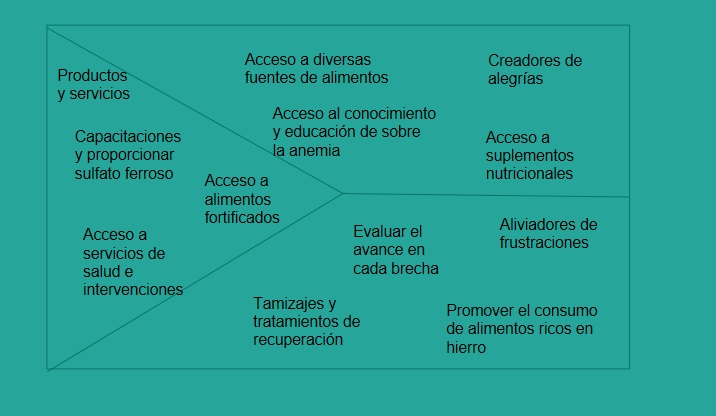 Productos
y servicios
Capacitaciones
y proporcionar
sulfato ferroso
Acceso a
alimentos
fortificados
Acceso a
servicios de
salud e
intervenciones
Acceso a diversas
fuentes de alimentos
Creadores de
alegrías
Acceso al conocimiento
y educación de sobre
la anemia
Acceso a
suplementos
nutricionales
Evaluar el
avance en
cada brecha
Aliviadores de
frustraciones
Tamizajes y
tratamientos de
recuperación
Promover el consumo
de alimentos ricos en
hierro